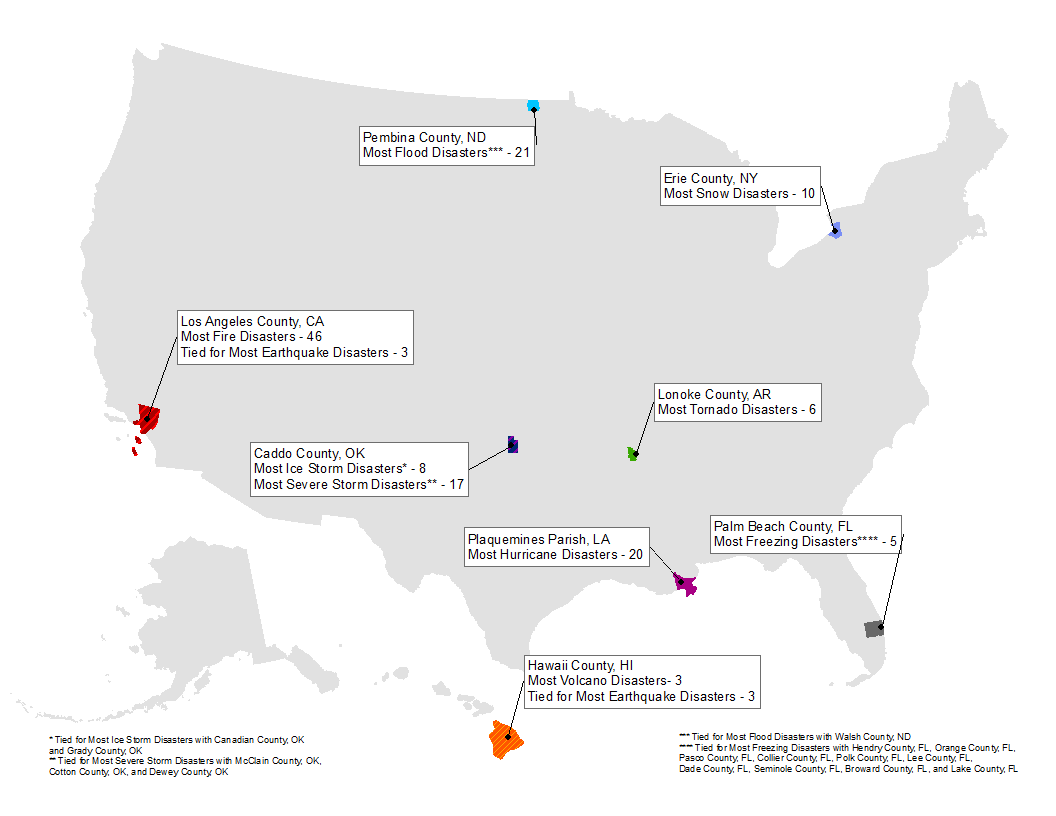 Pembina County, ND
Most Flood Disasters*** - 21
Erie County, NY
Most Snow Disasters - 10
Los Angeles County, CA
Most Fire Disasters - 46
Tied for Most Earthquake Disasters - 3
Lonoke County, AR
Most Tornado Disasters - 6
Caddo County, OK
Most Ice Storm Disasters* - 8
Most Severe Storm Disasters** - 17
Palm Beach County, FL
Most Freezing Disasters**** - 5
Plaquemines Parish, LA
Most Hurricane Disasters - 20
Hawaii County, HI
Most Volcano Disasters- 3
Tied for Most Earthquake Disasters - 3
* Tied for Most Ice Storm Disasters with Canadian County, OK
and Grady County, OK
** Tied for Most Severe Storm Disasters with McClain County, OK,
Cotton County, OK, and Dewey County, OK
*** Tied for Most Flood Disasters with Walsh County, ND
**** Tied for Most Freezing Disasters with Hendry County, FL, Orange County, FL,
Pasco County, FL, Collier County, FL, Polk County, FL, Lee County, FL,
Dade County, FL, Seminole County, FL, Broward County, FL, and Lake County, FL